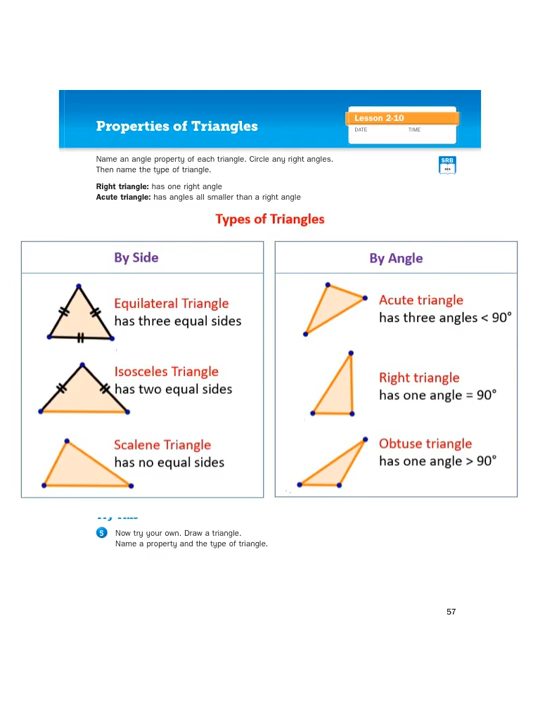 Properties of Triangles
Lesson 2-10
DATE TIME
Name an angle property of each triangle. Circle any right angles.
Then name the type of triangle.
SRB
Right triangle: has one right angle
Acute triangle: has angles all smaller than a right angle
Types of Triangles
By Side
Equilateral Triangle
has three equal sides
Isosceles Triangle
has two equal sides
Scalene Triangle
has no equal sides
By Angle
Acute triangle
has three angles < 90°
Right triangle
has one angle = 90°
Obtuse triangle
has one angle > 90°
5 Now try your own. Draw a triangle.
Name a property and the type of triangle.
57